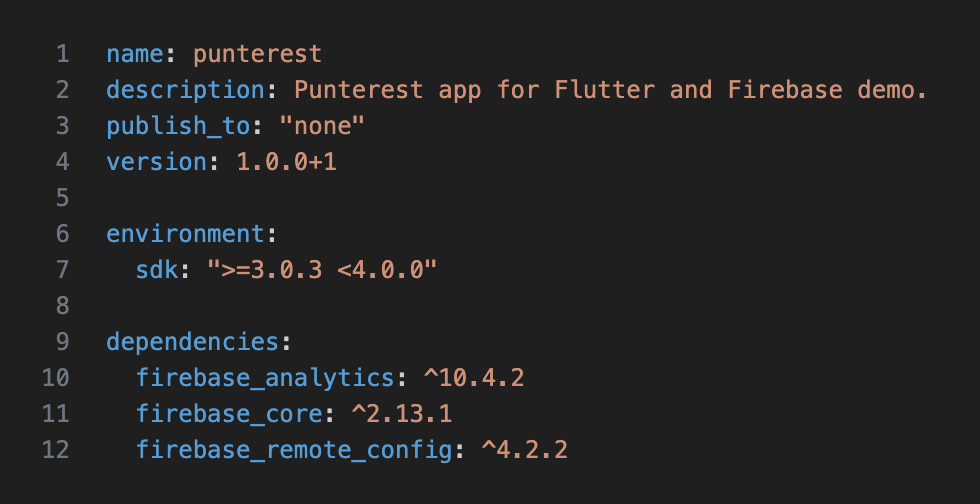 1 name: punterest
2 description: Punterest app for Flutter and Firebase demo.
3 publish_to: "none"
4 version: 1.0.0+1
5
6 environment:
7   sdk: ">=3.0.3 <4.0.0"
8
9 dependencies:
10   firebase_analytics: ^10.4.2
11   firebase_core: ^2.13.1
12   firebase_remote_config: ^4.2.2